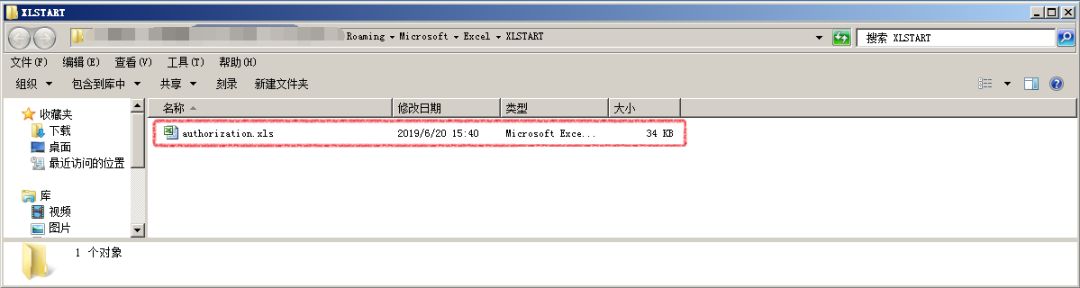 XLSTART
Roaming ▾ Microsoft ▾ Excel ▾ XLSTART 搜索 XLSTART
文件(F) 编辑(E) 查看(V) 工具(T) 帮助(H)
组织 ▾ 包含到库中 ▾ 共享 ▾ 刻录 新建文件夹
收藏夹
下载
桌面
最近访问的位置
库
视频
图片
名称 修改日期 类型 大小
authorization.xls 2019/6/20 15:40 Microsoft Exce... 34 KB
1 个对象